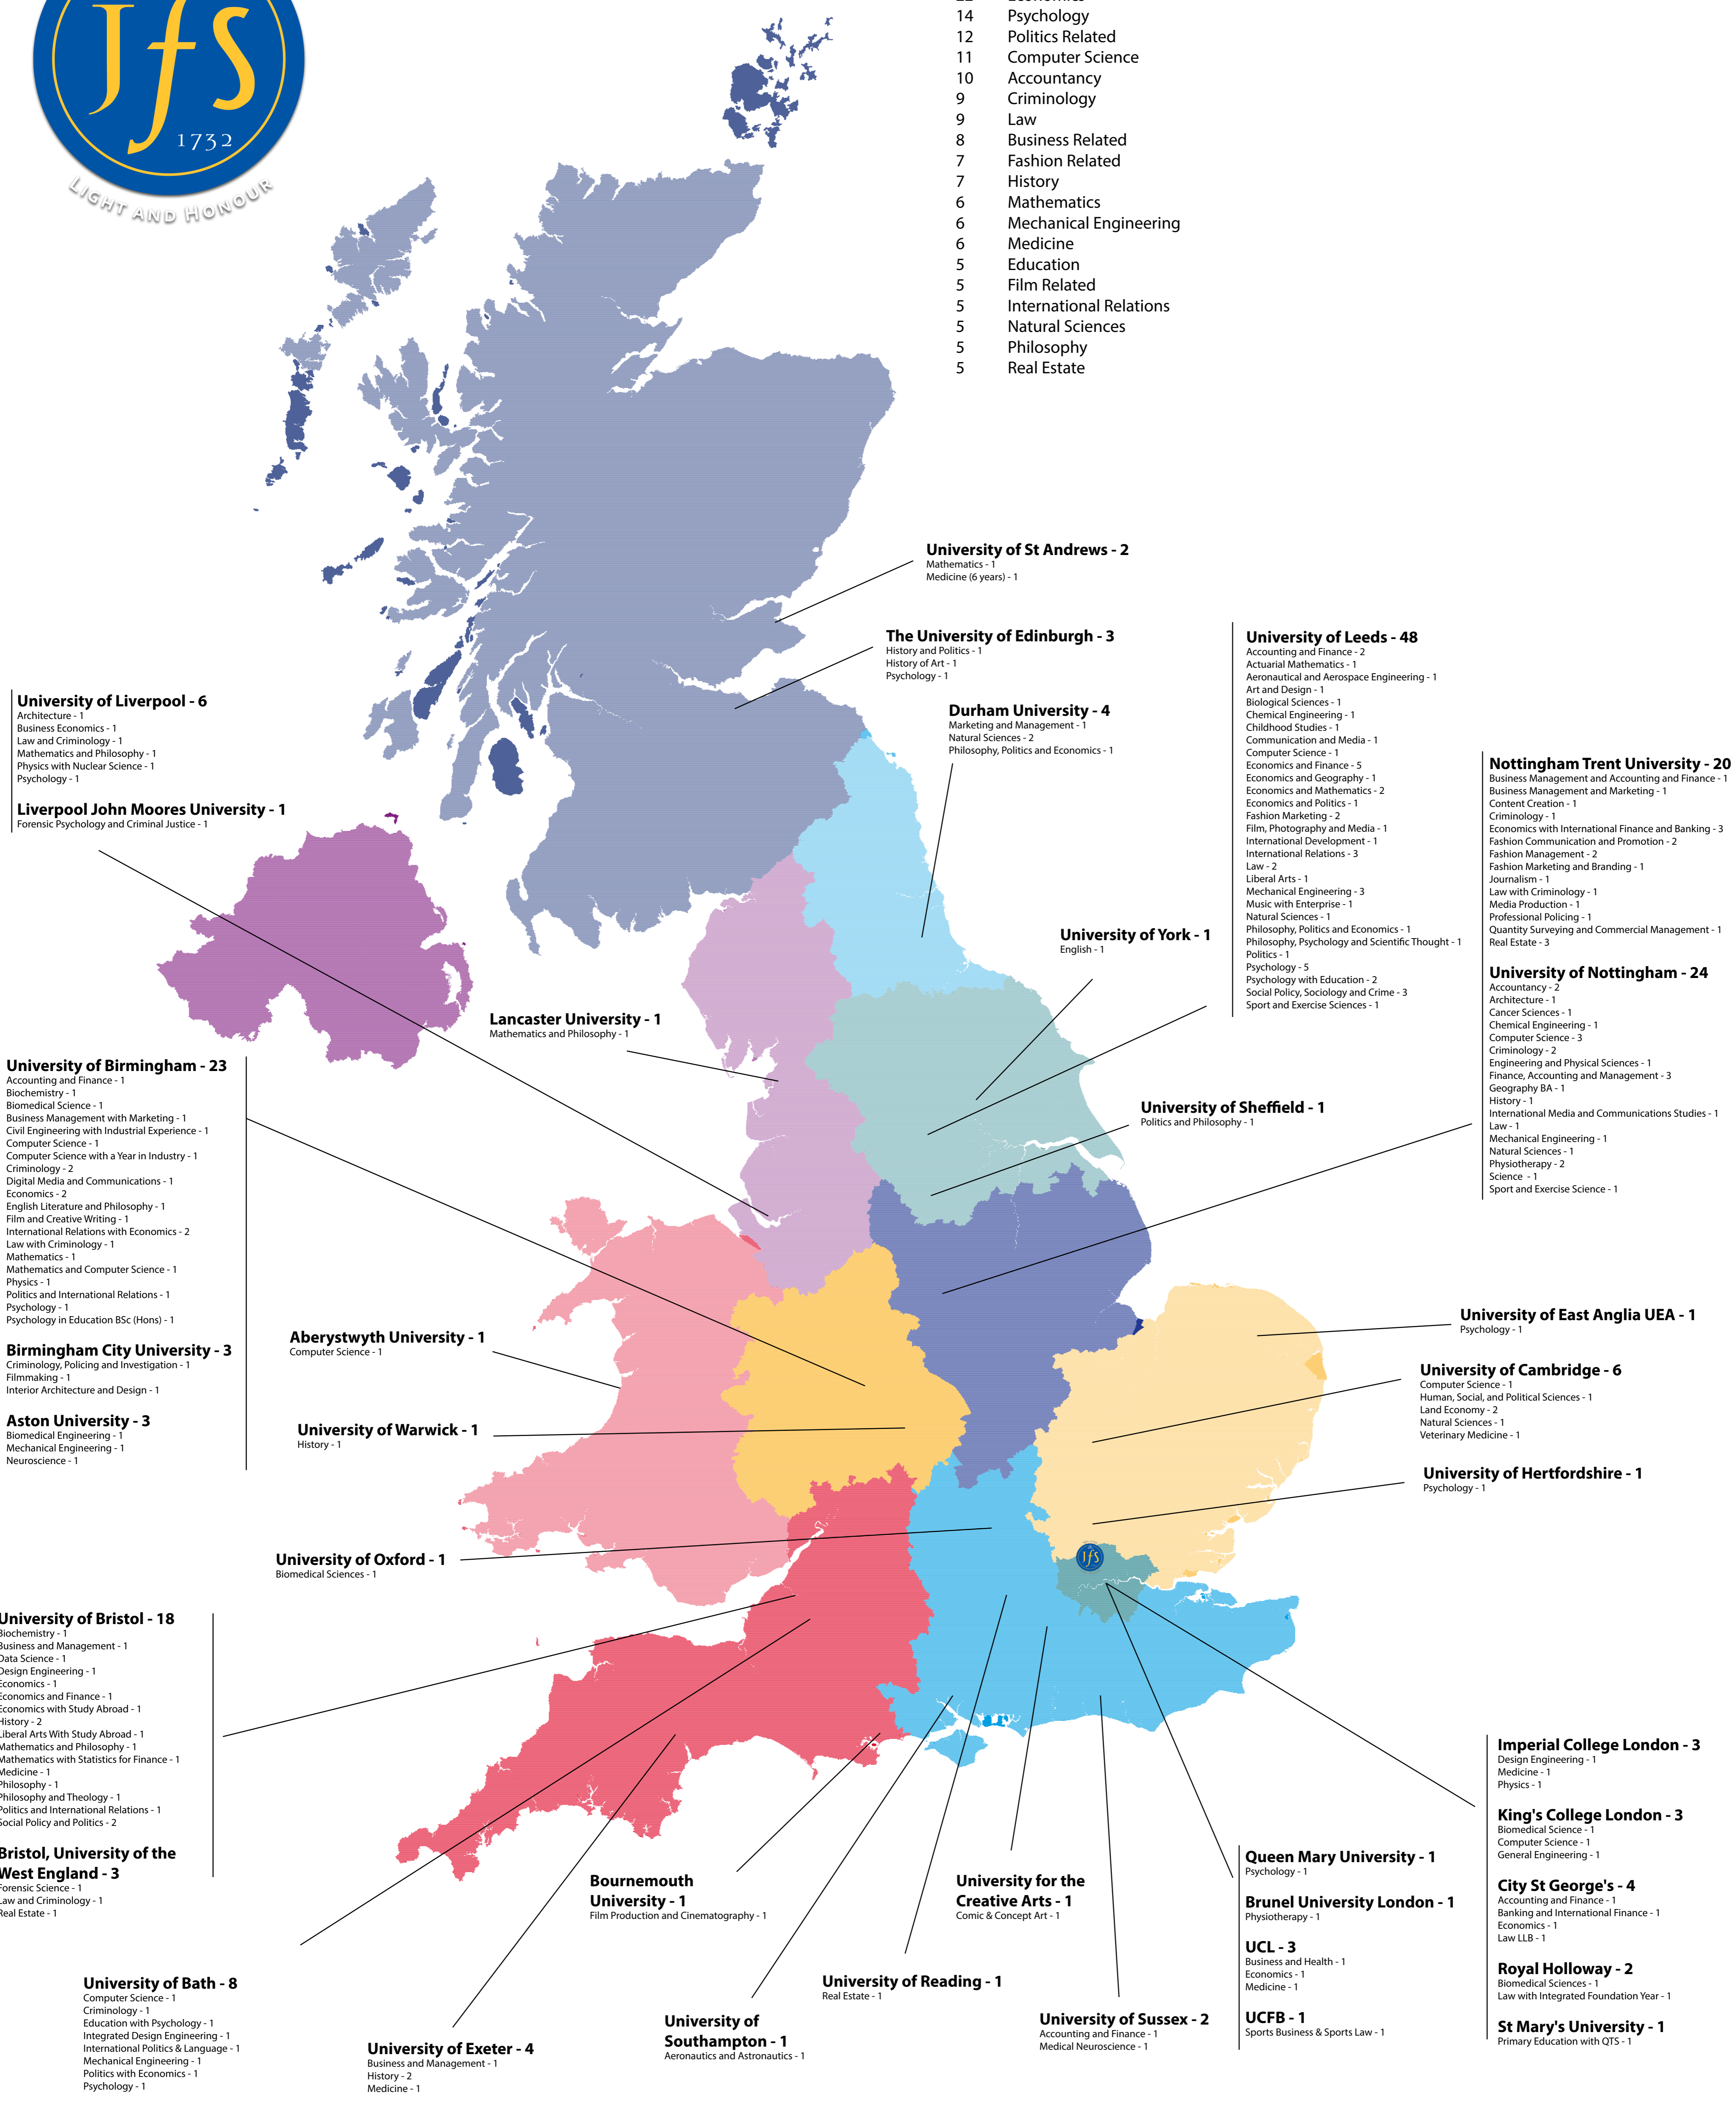 JfS
1732
LIGHT AND HONOUR
14 Psychology
12 Politics Related
11 Computer Science
10 Accountancy
9 Criminology
9 Law
8 Business Related
7 Fashion Related
7 History
6 Mathematics
6 Mechanical Engineering
6 Medicine
5 Education
5 Film Related
5 International Relations
5 Natural Sciences
5 Philosophy
5 Real Estate
University of St Andrews - 2
Mathematics - 1
Medicine (6 years) - 1
The University of Edinburgh - 3
History and Politics - 1
History of Art - 1
Psychology - 1
Durham University - 4
Marketing and Management - 1
Natural Sciences - 2
Philosophy, Politics and Economics - 1
University of Leeds - 48
Accounting and Finance - 2
Actuarial Mathematics - 1
Aeronautical and Aerospace Engineering - 1
Art and Design - 1
Biological Sciences - 1
Chemical Engineering - 1
Childhood Studies - 1
Communication and Media - 1
Computer Science - 1
Economics and Finance - 5
Economics and Geography - 1
Economics and Mathematics - 2
Economics and Politics - 1
Fashion Marketing - 2
Film, Photography and Media - 1
International Development - 1
International Relations - 3
Law - 2
Liberal Arts - 1
Mechanical Engineering - 3
Music with Enterprise - 1
Natural Sciences - 1
Philosophy, Politics and Economics - 1
Philosophy, Psychology and Scientific Thought - 1
Politics - 1
Psychology - 5
Psychology with Education - 2
Social Policy, Sociology and Crime - 3
Sport and Exercise Sciences - 1
University of Liverpool - 6
Architecture - 1
Business Economics - 1
Law and Criminology - 1
Mathematics and Philosophy - 1
Physics with Nuclear Science - 1
Psychology - 1
Liverpool John Moores University - 1
Forensic Psychology and Criminal Justice - 1
Nottingham Trent University - 20
Business Management and Accounting and Finance - 1
Business Management and Marketing - 1
Content Creation - 1
Criminology - 1
Economics with International Finance and Banking - 3
Fashion Communication and Promotion - 2
Fashion Management - 2
Fashion Marketing and Branding - 1
Journalism - 1
Law with Criminology - 1
Media Production - 1
Professional Policing - 1
Quantity Surveying and Commercial Management - 1
Real Estate - 3
University of Nottingham - 24
Accountancy - 2
Architecture - 1
Cancer Sciences - 1
Chemical Engineering - 1
Computer Science - 3
Criminology - 2
Engineering and Physical Sciences - 1
Finance, Accounting and Management - 3
Geography BA - 1
History - 1
International Media and Communications Studies - 1
Law - 1
Mechanical Engineering - 1
Natural Sciences - 1
Physiotherapy - 2
Science - 1
Sport and Exercise Science - 1
University of York - 1
English - 1
Lancaster University - 1
Mathematics and Philosophy - 1
University of Sheffield - 1
Politics and Philosophy - 1
University of Birmingham - 23
Accounting and Finance - 1
Biochemistry - 1
Biomedical Science - 1
Business Management with Marketing - 1
Civil Engineering with Industrial Experience - 1
Computer Science - 1
Computer Science with a Year in Industry - 1
Criminology - 2
Digital Media and Communications - 1
Economics - 2
English Literature and Philosophy - 1
Film and Creative Writing - 1
International Relations with Economics - 2
Law with Criminology - 1
Mathematics - 1
Mathematics and Computer Science - 1
Physics - 1
Politics and International Relations - 1
Psychology - 1
Psychology in Education BSc (Hons) - 1
Birmingham City University - 3
Criminology, Policing and Investigation - 1
Filmmaking - 1
Interior Architecture and Design - 1
Aston University - 3
Biomedical Engineering - 1
Mechanical Engineering - 1
Neuroscience - 1
Aberystwyth University - 1
Computer Science - 1
University of Warwick - 1
History - 1
University of East Anglia UEA - 1
Psychology - 1
University of Cambridge - 6
Computer Science - 1
Human, Social, and Political Sciences - 1
Land Economy - 2
Natural Sciences - 1
Veterinary Medicine - 1
University of Hertfordshire - 1
Psychology - 1
University of Oxford - 1
Biomedical Sciences - 1
JfS
University of Bristol - 18
Biochemistry - 1
Business and Management - 1
Data Science - 1
Design Engineering - 1
Economics - 1
Economics and Finance - 1
Economics with Study Abroad - 1
History - 2
Liberal Arts With Study Abroad - 1
Mathematics and Philosophy - 1
Mathematics with Statistics for Finance - 1
Medicine - 1
Philosophy - 1
Philosophy and Theology - 1
Politics and International Relations - 1
Social Policy and Politics - 2
Bristol, University of the
West England - 3
Forensic Science - 1
Law and Criminology - 1
Real Estate - 1
University of Bath - 8
Computer Science - 1
Criminology - 1
Education with Psychology - 1
Integrated Design Engineering - 1
International Politics & Language - 1
Mechanical Engineering - 1
Politics with Economics - 1
Psychology - 1
University of Exeter - 4
Business and Management - 1
History - 2
Medicine - 1
Bournemouth
University - 1
Film Production and Cinematography - 1
University of
Southampton - 1
Aeronautics and Astronautics - 1
University of Reading - 1
Real Estate - 1
University for the
Creative Arts - 1
Comic & Concept Art - 1
University of Sussex - 2
Accounting and Finance - 1
Medical Neuroscience - 1
Queen Mary University - 1
Psychology - 1
Brunel University London - 1
Physiotherapy - 1
UCL - 3
Business and Health - 1
Economics - 1
Medicine - 1
UCFB - 1
Sports Business & Sports Law - 1
Imperial College London - 3
Design Engineering - 1
Medicine - 1
Physics - 1
King's College London - 3
Biomedical Science - 1
Computer Science - 1
General Engineering - 1
City St George's - 4
Accounting and Finance - 1
Banking and International Finance - 1
Economics - 1
Law LLB - 1
Royal Holloway - 2
Biomedical Sciences - 1
Law with Integrated Foundation Year - 1
St Mary's University - 1
Primary Education with QTS - 1